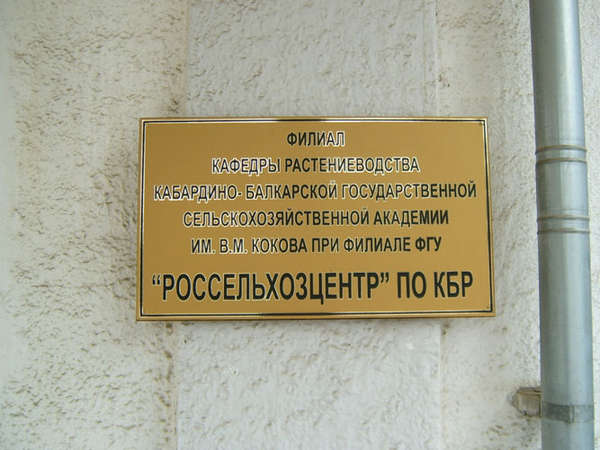 ФИЛИАЛ
КАФЕДРЫ РАСТЕНИЕВОДСТВА
КАБАРДИНО- БАЛКАРСКОЙ ГОСУДАРСТВЕННОЙ
СЕЛЬСКОХОЗЯЙСТВЕННОЙ АКАДЕМИИ
ИМ. В.М. КОКОВА ПРИ ФИЛИАЛЕ ФГУ
“РОССЕЛЬХОЗЦЕНТР” ПО КБР